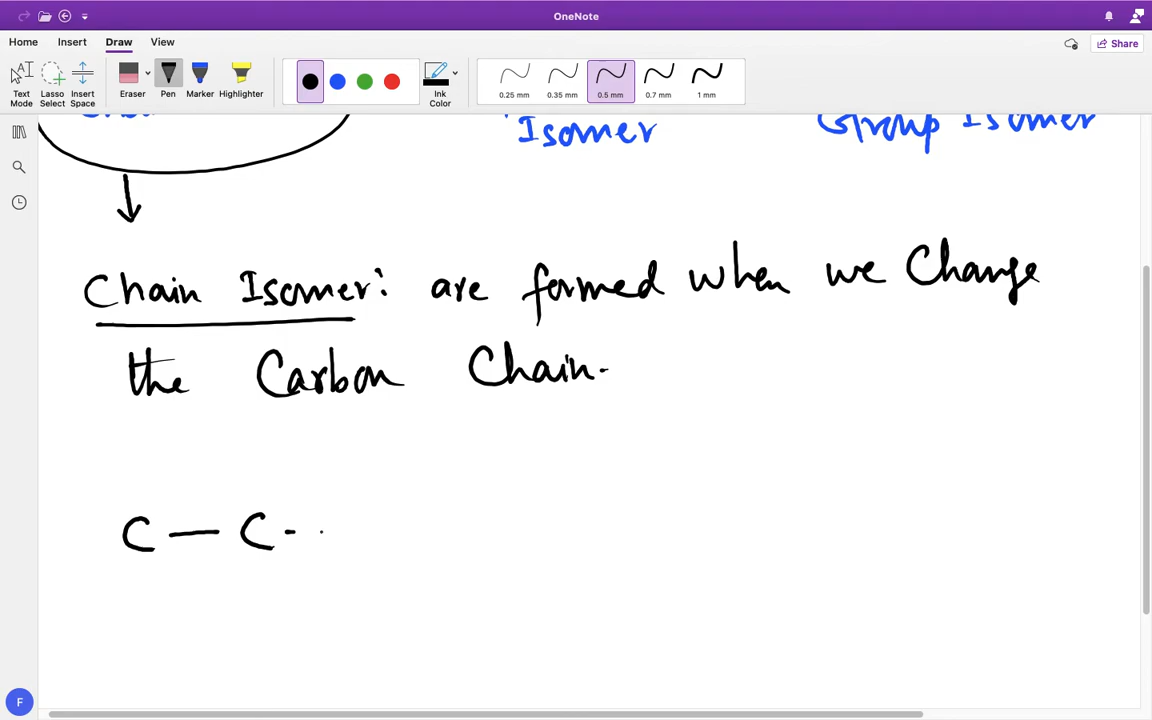 OneNote
Home Insert Draw View
Share
Text Mode
Lasso Select
Insert Space
Eraser
Pen
Marker
Highlighter
Ink Color
0.25 mm
0.35 mm
0.5 mm
0.7 mm
1 mm
Isomer
Group Isomer
Chain Isomer: are formed when we Change
the Carbon Chain.
C — C -
F